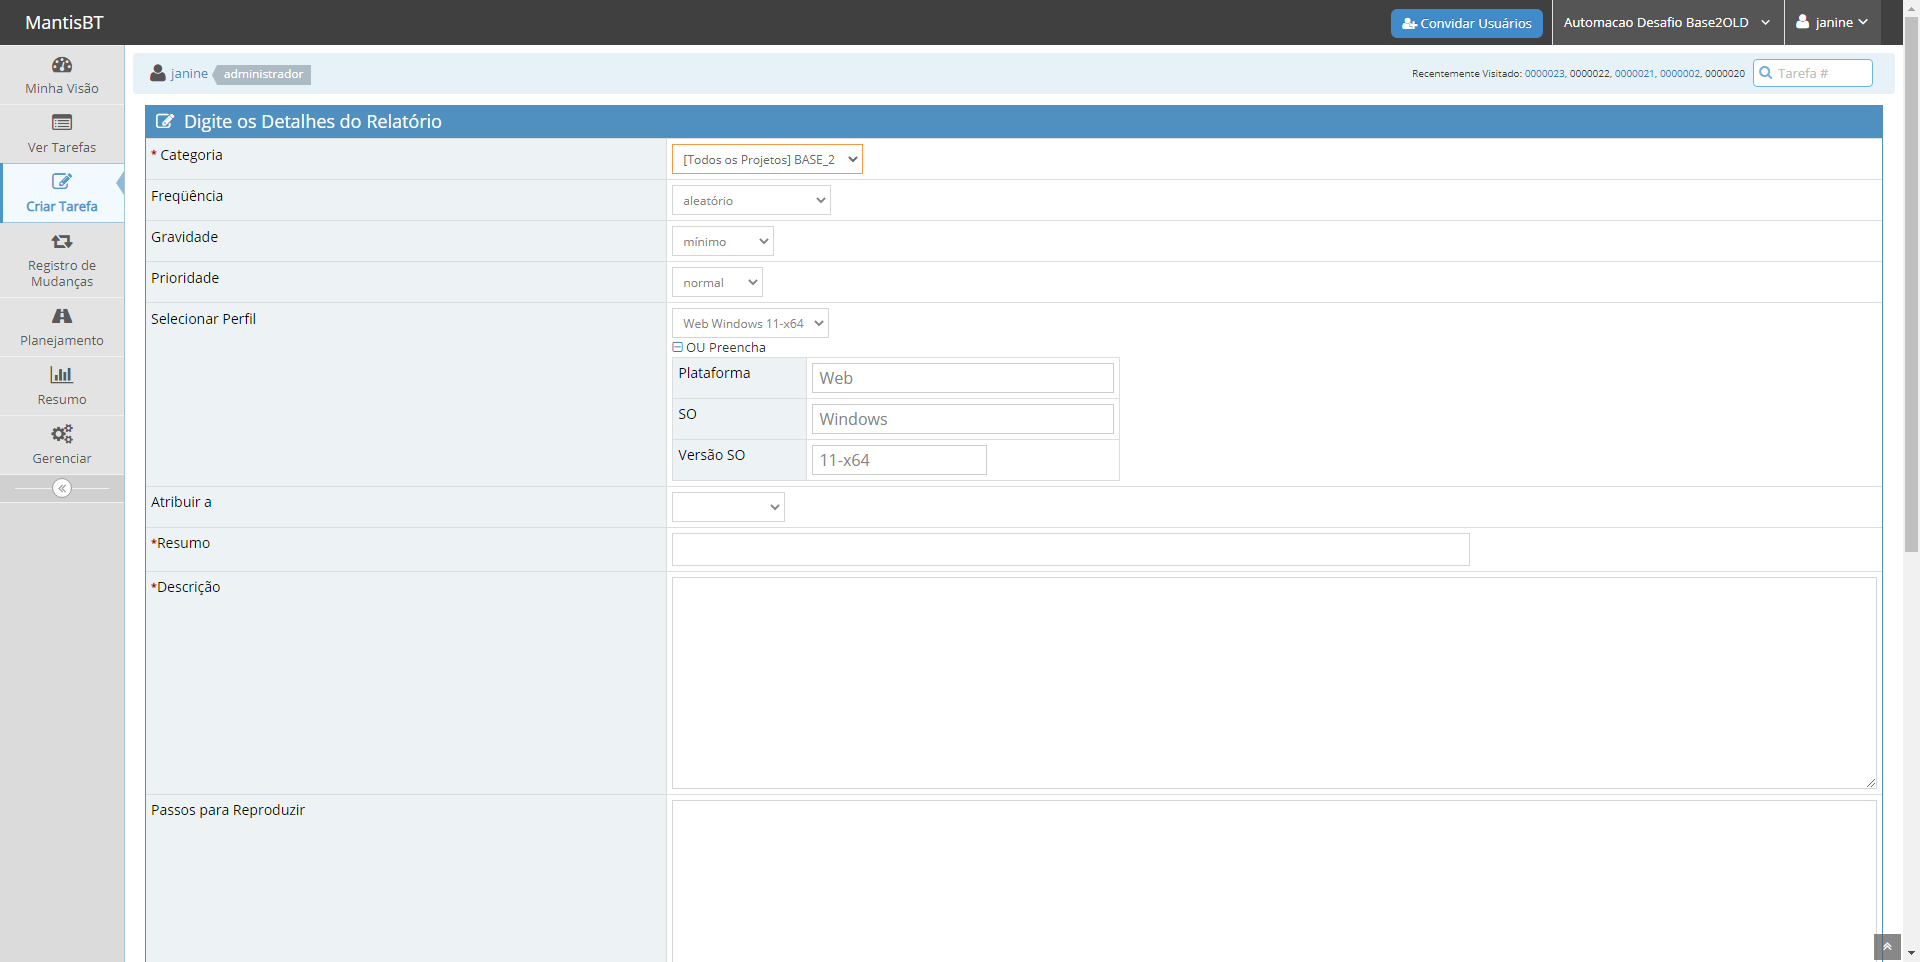 MantisBT
Convidar Usuários
Automacao Desafio Base2OLD
janine
Minha Visão
Ver Tarefas
Criar Tarefa
Registro de
Mudanças
Planejamento
Resumo
Gerenciar
janine administrador
Recentemente Visitado: 0000023, 0000022, 0000021, 0000002, 0000020
Tarefa #
Digite os Detalhes do Relatório
* Categoria
[Todos os Projetos] BASE_2
Freqüência
aleatório
Gravidade
mínimo
Prioridade
normal
Selecionar Perfil
Web Windows 11-x64
OU Preencha
Plataforma
Web
SO
Windows
Versão SO
11-x64
Atribuir a
*Resumo
*Descrição
Passos para Reproduzir